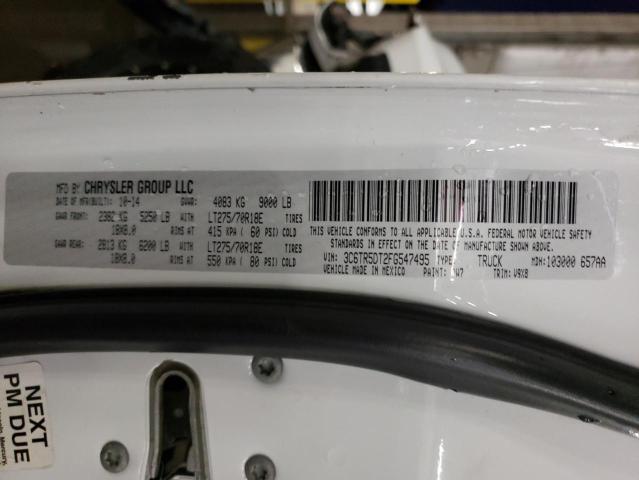 MFD BY CHRYSLER GROUP LLC
DATE OF MFR(BUILT): 10-14 GVWR: 4083 KG 9000 LB
GAWR FRONT: 2382 KG 5250 LB WITH LT275/70R18E TIRES
18X8.0 RIMS AT 415 KPA ( 60 PSI) COLD
GAWR REAR: 2813 KG 6200 LB WITH LT275/70R18E TIRES
18X8.0 RIMS AT 550 KPA ( 80 PSI) COLD
THIS VEHICLE CONFORMS TO ALL APPLICABLE U.S.A. FEDERAL MOTOR VEHICLE SAFETY
STANDARDS IN EFFECT ON THE DATE OF MANUFACTURE SHOWN ABOVE.
VIN: 3C6TR5DT2FG547495 TYPE: TRUCK MDH: 103000 657AA
VEHICLE MADE IN MEXICO PAINT: PW7 TRIM: V9X8
NEXT
PM DUE
Lincoln, Mercury,